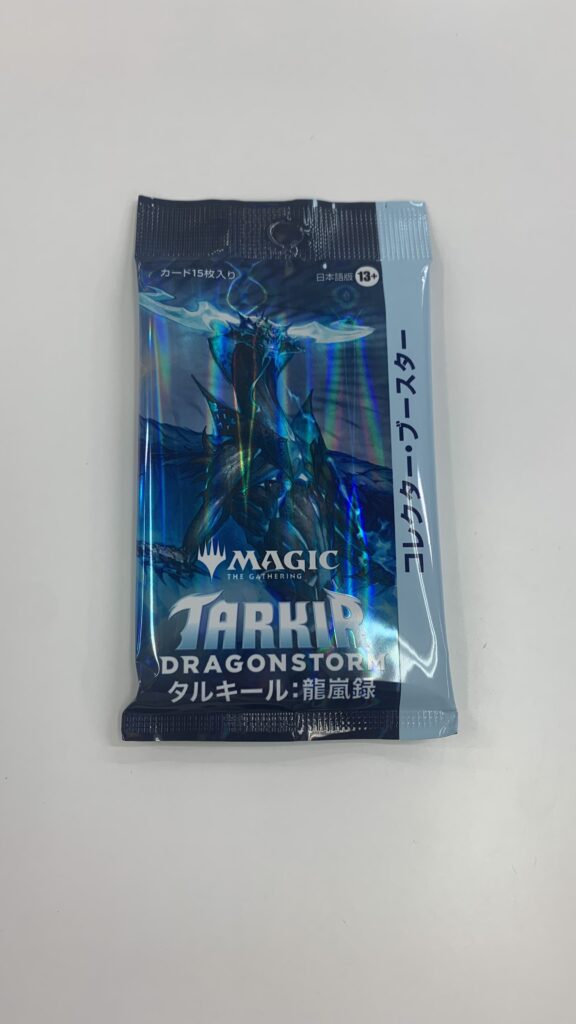 カード15枚入り
日本語版 13+
コレクター・ブースター
MAGIC
THE GATHERING
TARKIR
DRAGONSTORM
タルキール:龍嵐録